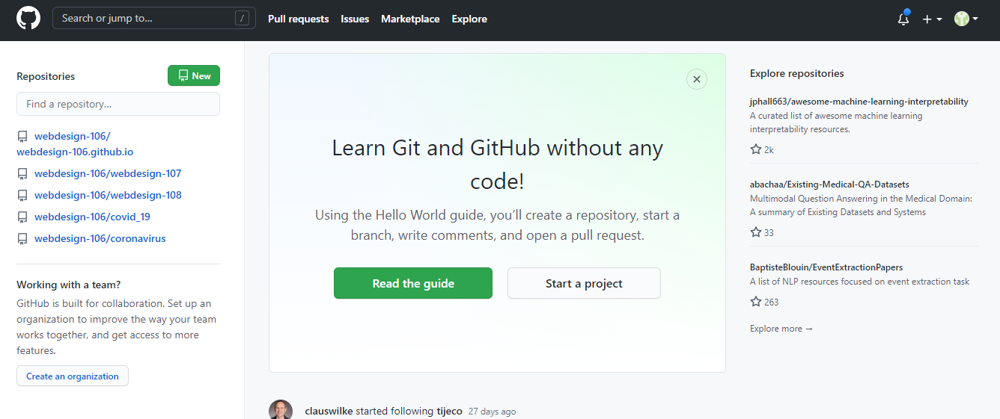 Search or jump to...
/
Pull requests
Issues
Marketplace
Explore
Repositories
New
Find a repository...
webdesign-106/
webdesign-106.github.io
webdesign-106/webdesign-107
webdesign-106/webdesign-108
webdesign-106/covid_19
webdesign-106/coronavirus
Working with a team?
GitHub is built for collaboration. Set up an
organization to improve the way your team
works together, and get access to more
features.
Create an organization
Learn Git and GitHub without any
code!
Using the Hello World guide, you’ll create a repository, start a
branch, write comments, and open a pull request.
Read the guide
Start a project
clauswilke started following tijeco 27 days ago
Explore repositories
jphall663/awesome-machine-learning-interpretability
A curated list of awesome machine learning
interpretability resources.
2k
abachaa/Existing-Medical-QA-Datasets
Multimodal Question Answering in the Medical Domain:
A summary of Existing Datasets and Systems
33
BaptisteBlouin/EventExtractionPapers
A list of NLP resources focused on event extraction task
263
Explore more →